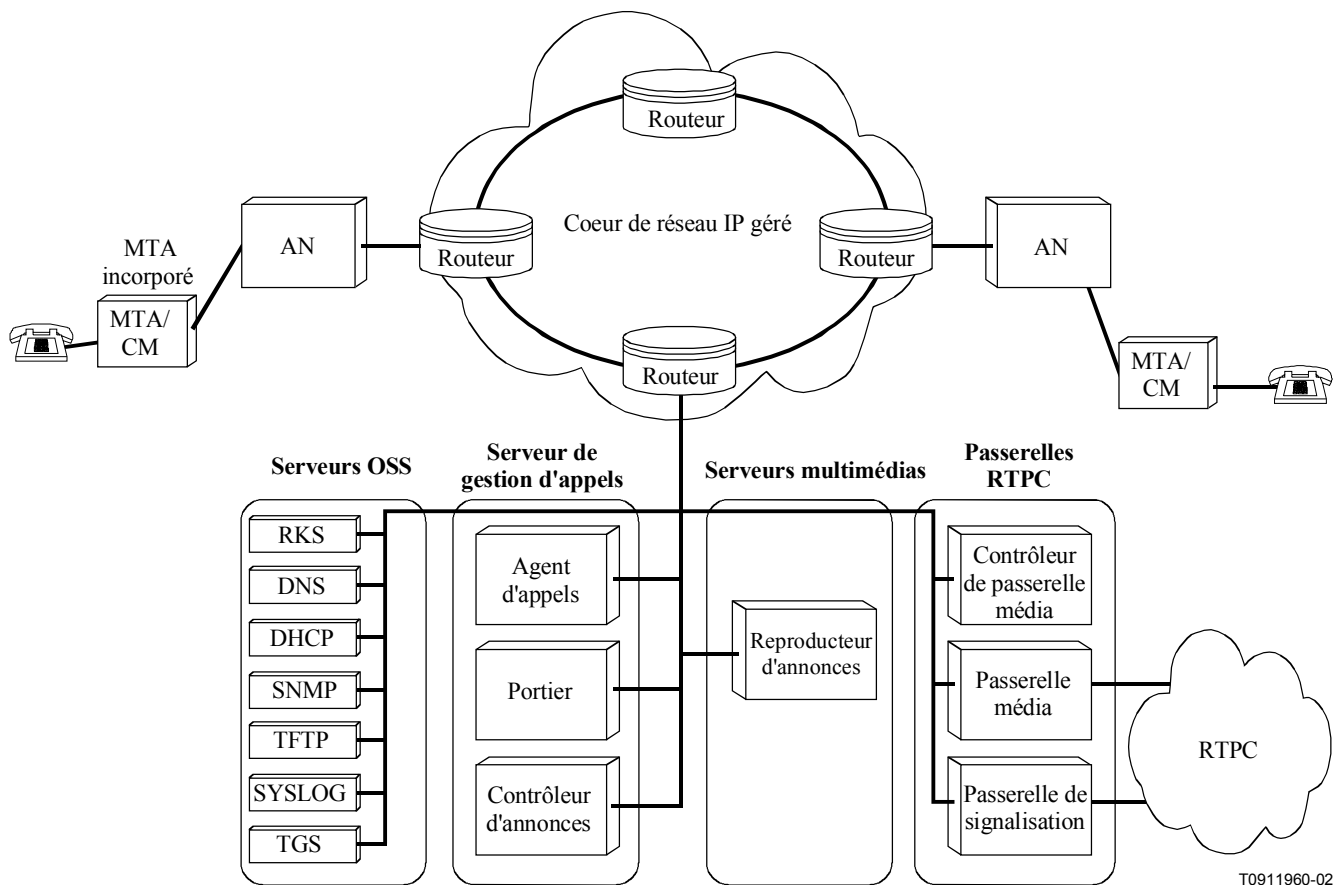 Routeur
Coeur de réseau IP géré
AN
Routeur
Routeur
AN
MTA
incorporé
MTA/
CM
Routeur
MTA/
CM
Serveurs OSS
Serveur de
gestion d'appels
Serveurs multimédias
Passerelles
RTPC
RKS
DNS
DHCP
SNMP
TFTP
SYSLOG
TGS
Agent
d'appels
Portier
Contrôleur
d'annonces
Reproducteur
d'annonces
Contrôleur
de passerelle
média
Passerelle
média
Passerelle de
signalisation
RTPC
T0911960-02